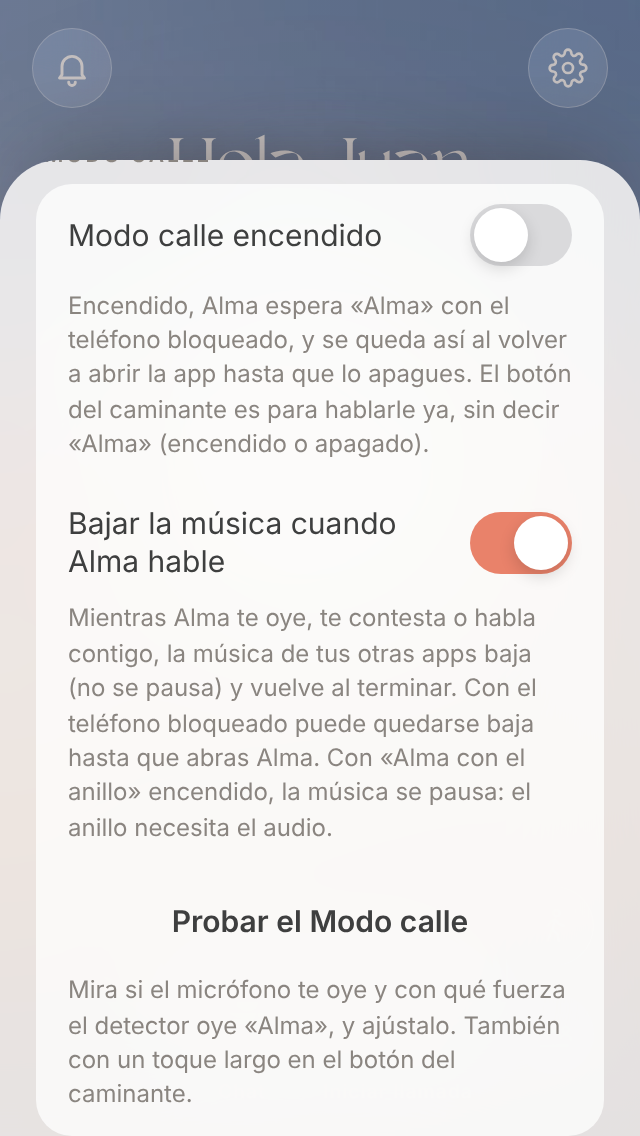 Hola, Juan
Modo calle encendido
Encendido, Alma espera «Alma» con el
teléfono bloqueado, y se queda así al volver
a abrir la app hasta que lo apagues. El botón
del caminante es para hablarle ya, sin decir
«Alma» (encendido o apagado).
Bajar la música cuando
Alma hable
Mientras Alma te oye, te contesta o habla
contigo, la música de tus otras apps baja
(no se pausa) y vuelve al terminar. Con el
teléfono bloqueado puede quedarse baja
hasta que abras Alma. Con «Alma con el
anillo» encendido, la música se pausa: el
anillo necesita el audio.
Probar el Modo calle
Mira si el micrófono te oye y con qué fuerza
el detector oye «Alma», y ajústalo. También
con un toque largo en el botón del
caminante.